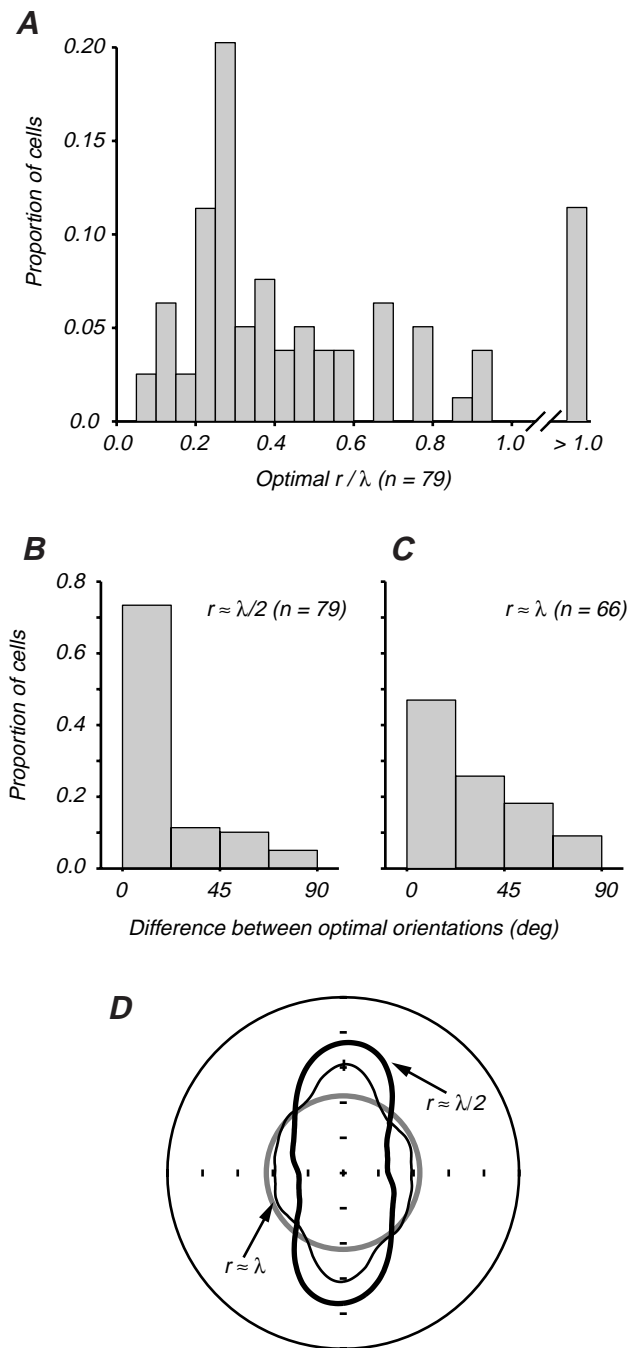 A
0.20
0.15
0.10
0.05
0.0
Proportion of cells
0.0 0.2 0.4 0.6 0.8 1.0 > 1.0
Optimal r / λ (n = 79)
B
C
0.8
0.6
0.4
0.2
0.0
Proportion of cells
r ≈ λ/2 (n = 79)
r ≈ λ (n = 66)
0 45 90
0 45 90
Difference between optimal orientations (deg)
D
r ≈ λ/2
r ≈ λ